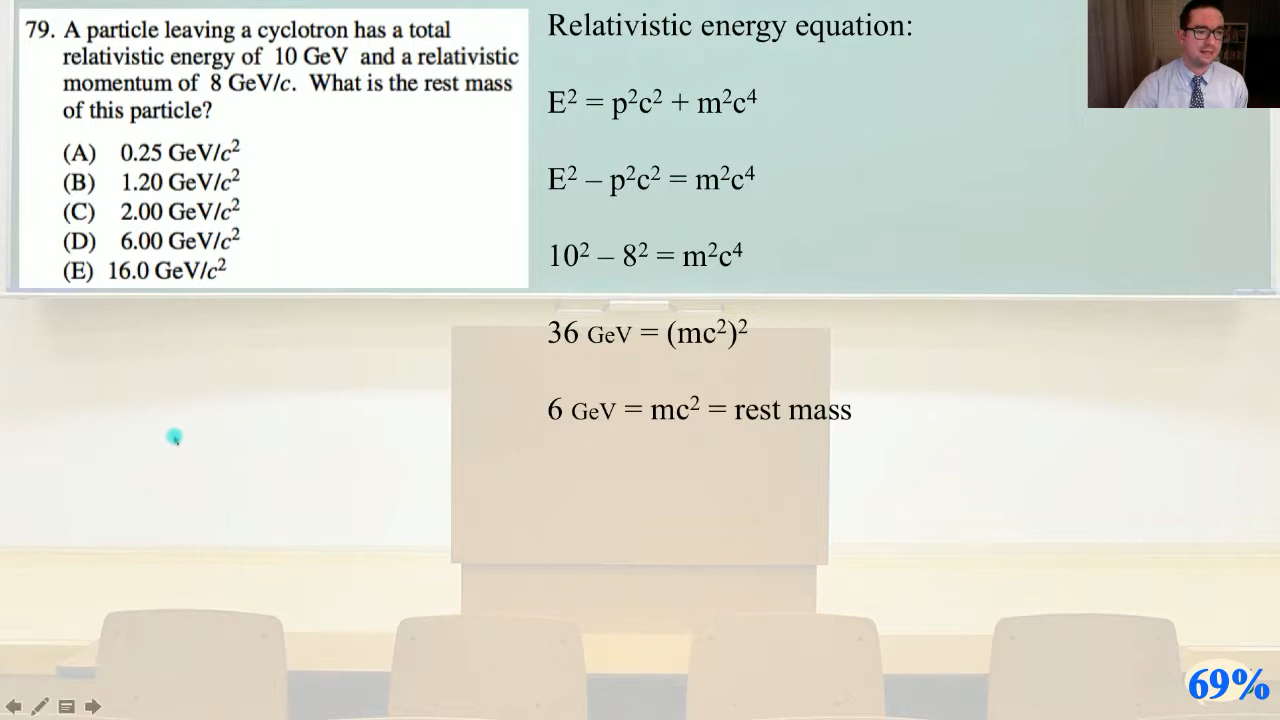 79. A particle leaving a cyclotron has a total
relativistic energy of 10 GeV and a relativistic
momentum of 8 GeV/c. What is the rest mass
of this particle?
(A) 0.25 GeV/c²
(B) 1.20 GeV/c²
(C) 2.00 GeV/c²
(D) 6.00 GeV/c²
(E) 16.0 GeV/c²
Relativistic energy equation:
E² = p²c² + m²c⁴
E² – p²c² = m²c⁴
10² – 8² = m²c⁴
36 GeV = (mc²)²
6 GeV = mc² = rest mass
69%